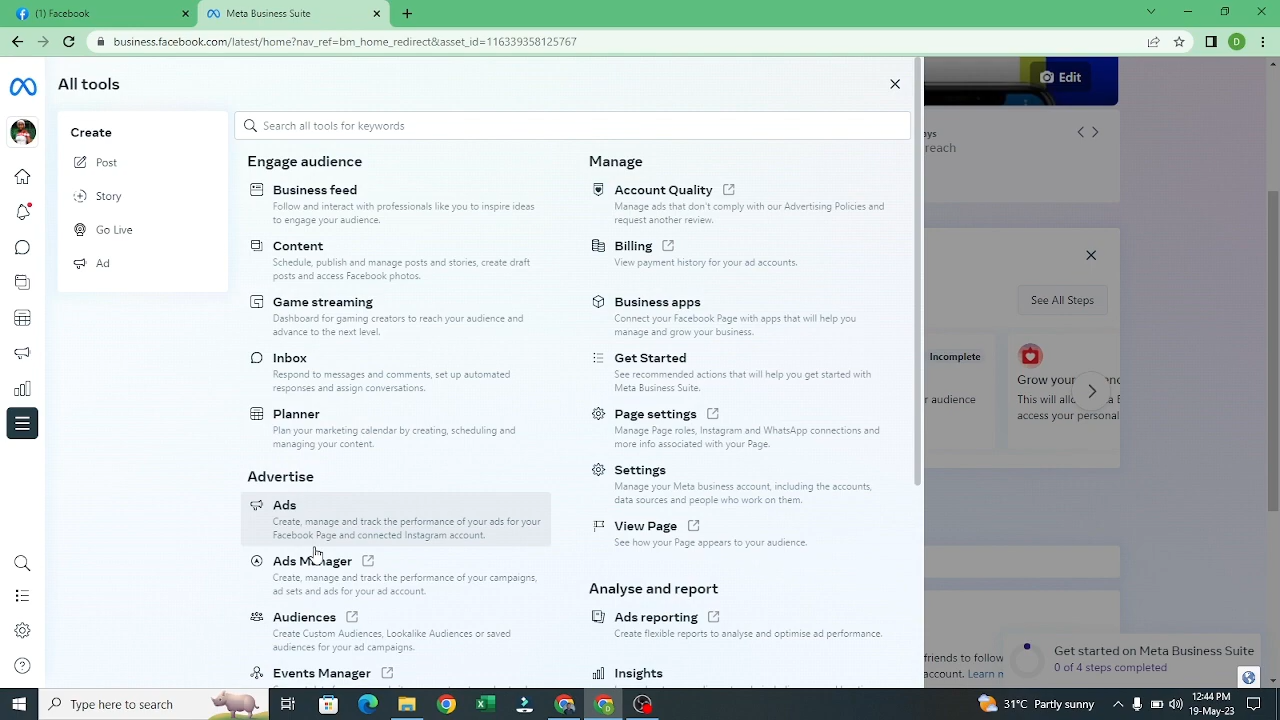 (1) Facebook
Meta Business Suite
business.facebook.com/latest/home?nav_ref=bm_home_redirect&asset_id=116339358125767
D
All tools
Edit
Create
Post
Story
Go Live
Ad
Search all tools for keywords
Engage audience
Business feed
Follow and interact with professionals like you to inspire ideas
to engage your audience.
Content
Schedule, publish and manage posts and stories, create draft
posts and access Facebook photos.
Game streaming
Dashboard for gaming creators to reach your audience and
advance to the next level.
Inbox
Respond to messages and comments, set up automated
responses and assign conversations.
Planner
Plan your marketing calendar by creating, scheduling and
managing your content.
Advertise
Ads
Create, manage and track the performance of your ads for your
Facebook Page and connected Instagram account.
Ads Manager
Create, manage and track the performance of your campaigns,
ad sets and ads for your ad account.
Audiences
Create Custom Audiences, Lookalike Audiences or saved
audiences for your ad campaigns.
Events Manager
Manage
Account Quality
Manage ads that don't comply with our Advertising Policies and
request another review.
Billing
View payment history for your ad accounts.
Business apps
Connect your Facebook Page with apps that will help you
manage and grow your business.
Get Started
See recommended actions that will help you get started with
Meta Business Suite.
Page settings
Manage Page roles, Instagram and WhatsApp connections and
more info associated with your Page.
Settings
Manage your Meta business account, including the accounts,
data sources and people who work on them.
View Page
See how your Page appears to your audience.
Analyse and report
Ads reporting
Create flexible reports to analyse and optimise ad performance.
Insights
ays
reach
See All Steps
Incomplete
audience
Grow your
This will allo
access your personal
friends to follow
account. Learn
Get started on Meta Business Suite
0 of 4 steps completed
Type here to search
31°C Partly sunny
12:44 PM
19-May-23